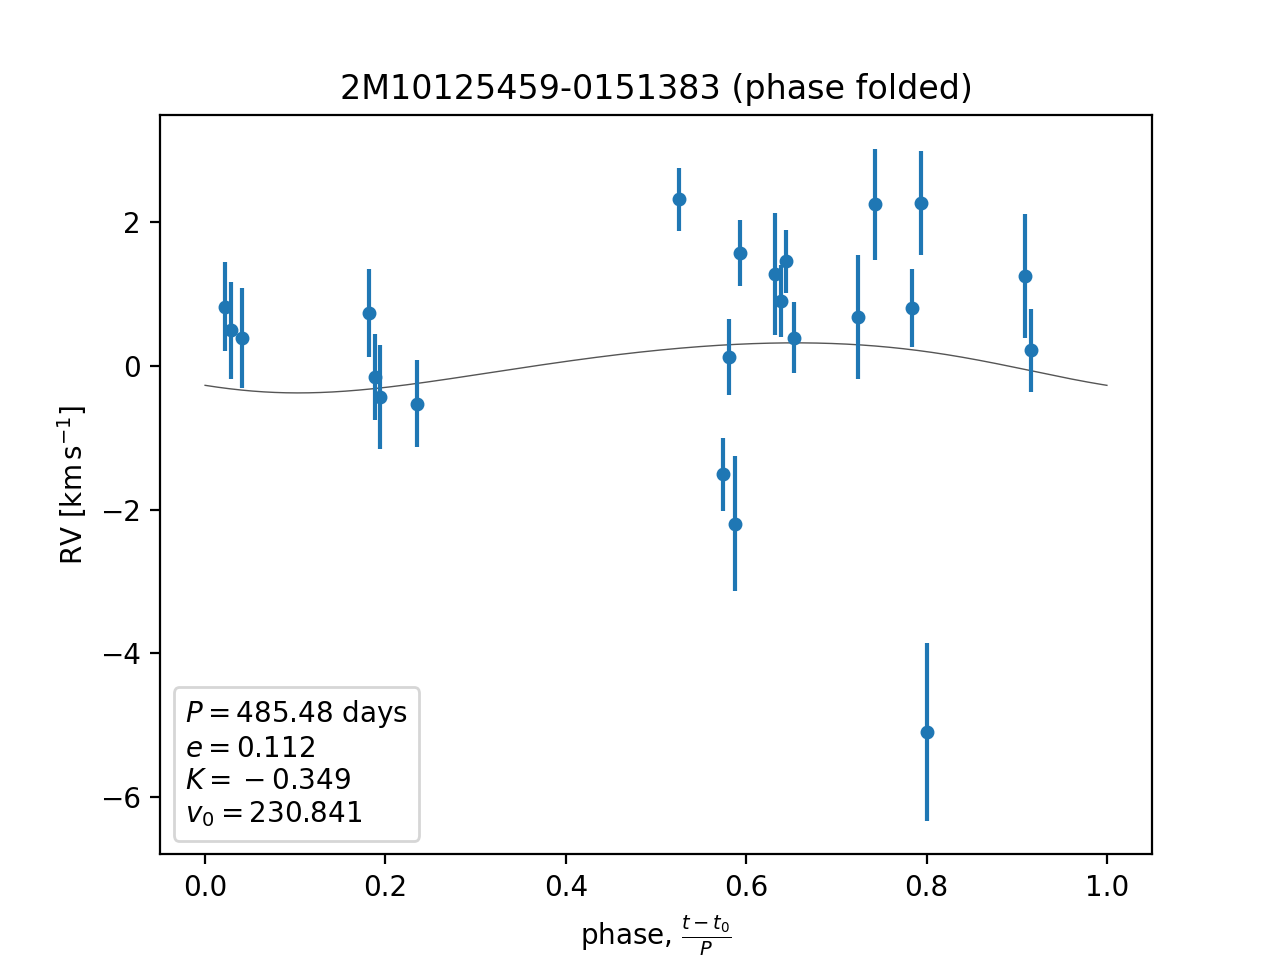 2M10125459-0151383 (phase folded)
RV [km s⁻¹]
2
0
−2
−4
−6
P = 485.48 days
e = 0.112
K = −0.349
v₀ = 230.841
0.0 0.2 0.4 0.6 0.8 1.0
phase, (t − t₀)/P